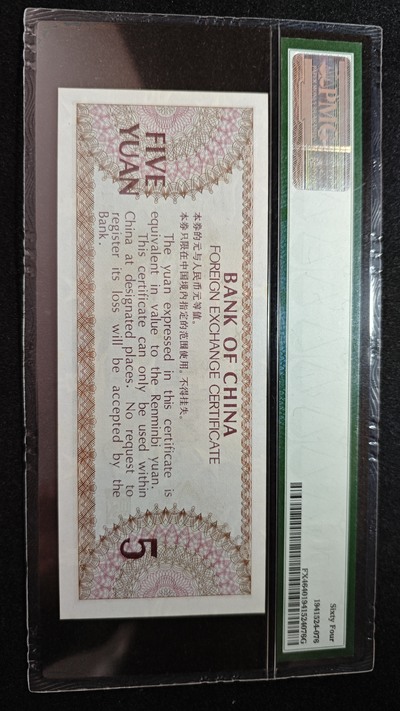 PMG
Sixty Four
1941524-076
FX46401941524076G
FIVE
YUAN
BANK OF CHINA
FOREIGN EXCHANGE CERTIFICATE
本券的元与人民币元等值。
本券只限在中国境内指定的范围使用。不得挂失。
The yuan expressed in this certificate is
equivalent in value to the Renminbi yuan.
This certificate can only be used within
China at designated places. No request to
register its loss will be accepted by the
Bank.
5